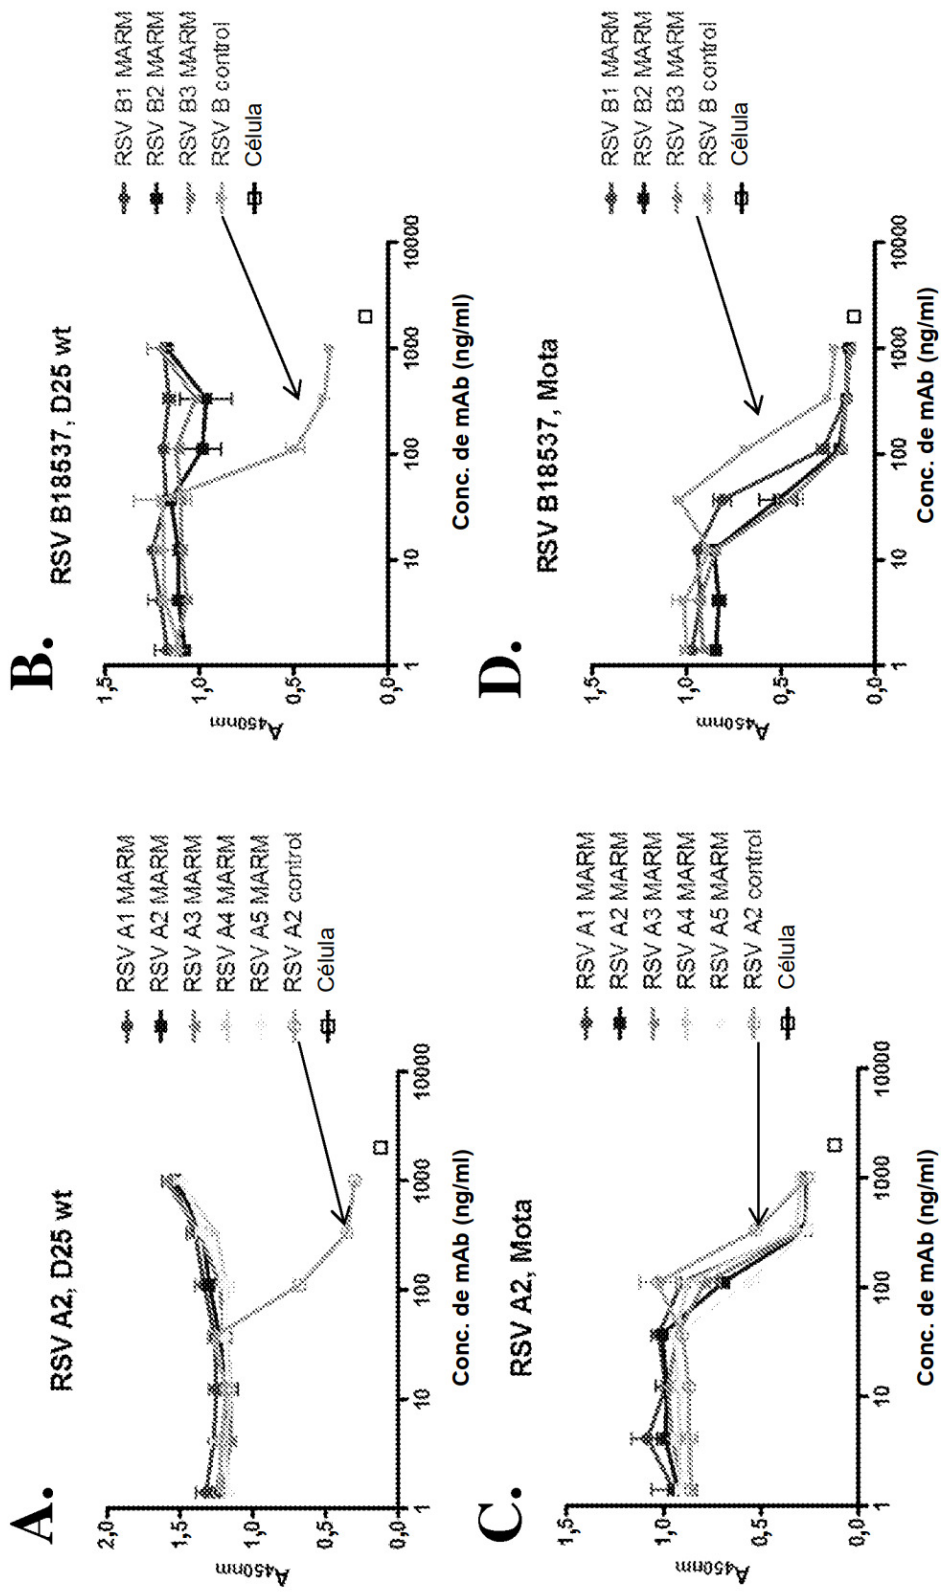 A.
RSV A2, D25 wt
A450nm
2,0
1,5
1,0
0,5
0,0
1
10
100
1000
10000
Conc. de mAb (ng/ml)
RSV A1 MARM
RSV A2 MARM
RSV A3 MARM
RSV A4 MARM
RSV A5 MARM
RSV A2 control
Célula
B.
RSV B18537, D25 wt
A450nm
1,5
1,0
0,5
0,0
1
10
100
1000
10000
Conc. de mAb (ng/ml)
RSV B1 MARM
RSV B2 MARM
RSV B3 MARM
RSV B control
Célula
C.
RSV A2, Mota
A450nm
1,5
1,0
0,5
0,0
1
10
100
1000
10000
Conc. de mAb (ng/ml)
RSV A1 MARM
RSV A2 MARM
RSV A3 MARM
RSV A4 MARM
RSV A5 MARM
RSV A2 control
Célula
D.
RSV B18537, Mota
A450nm
1,5
1,0
0,5
0,0
1
10
100
1000
10000
Conc. de mAb (ng/ml)
RSV B1 MARM
RSV B2 MARM
RSV B3 MARM
RSV B control
Célula